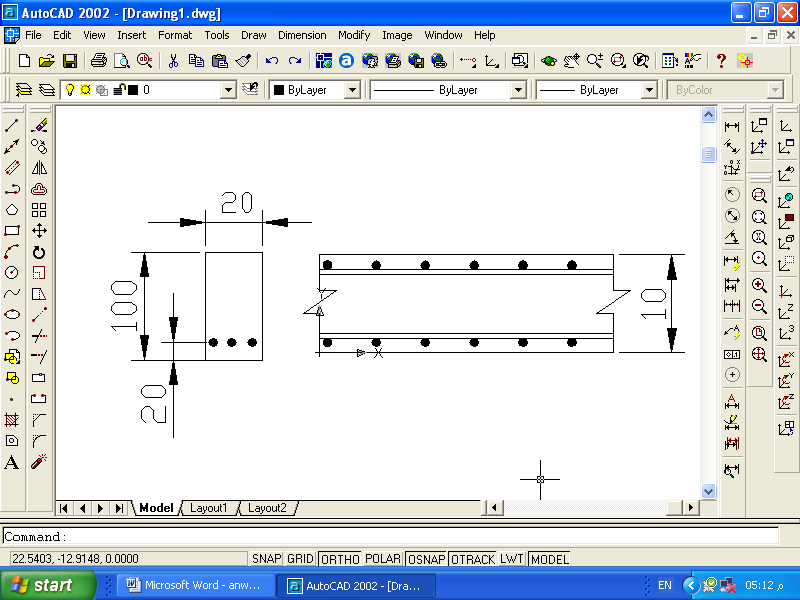 AutoCAD 2002 - [Drawing1.dwg]
File Edit View Insert Format Tools Draw Dimension Modify Image Window Help
0 ByLayer ByLayer ByLayer ByColor
20
100
20
10
Y
X
Model Layout1 Layout2
Command:
22.5403, -12.9148, 0.0000 SNAP GRID ORTHO POLAR OSNAP OTRACK LWT MODEL
start Microsoft Word - anw... AutoCAD 2002 - [Dra... EN 05:12 م